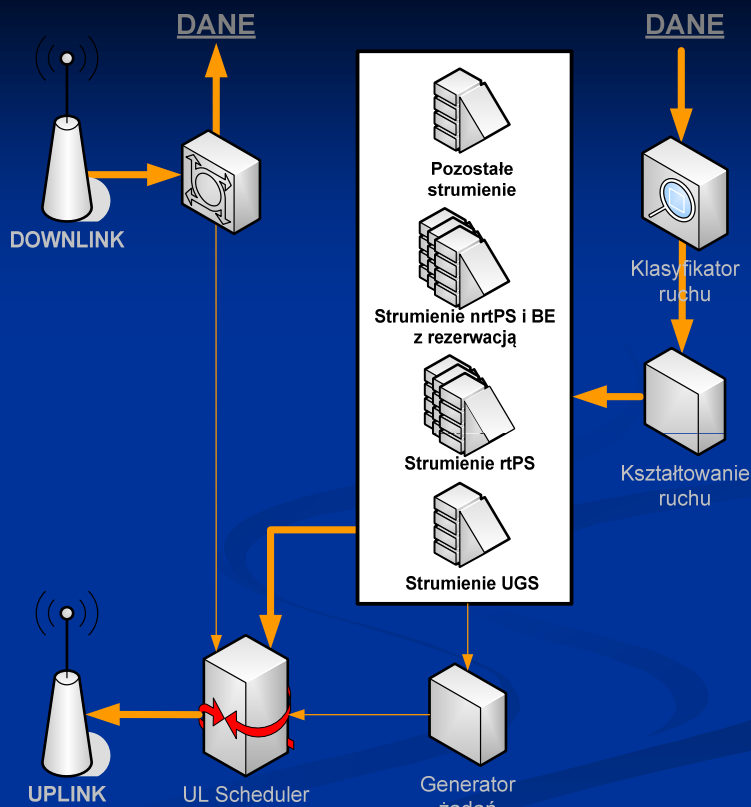 DANE
DANE
Pozostałe
strumienie
DOWNLINK
Klasyfikator
ruchu
Strumienie nrtPS i BE
z rezerwacją
Strumienie rtPS
Kształtowanie
ruchu
Strumienie UGS
UPLINK
UL Scheduler
Generator
żądań